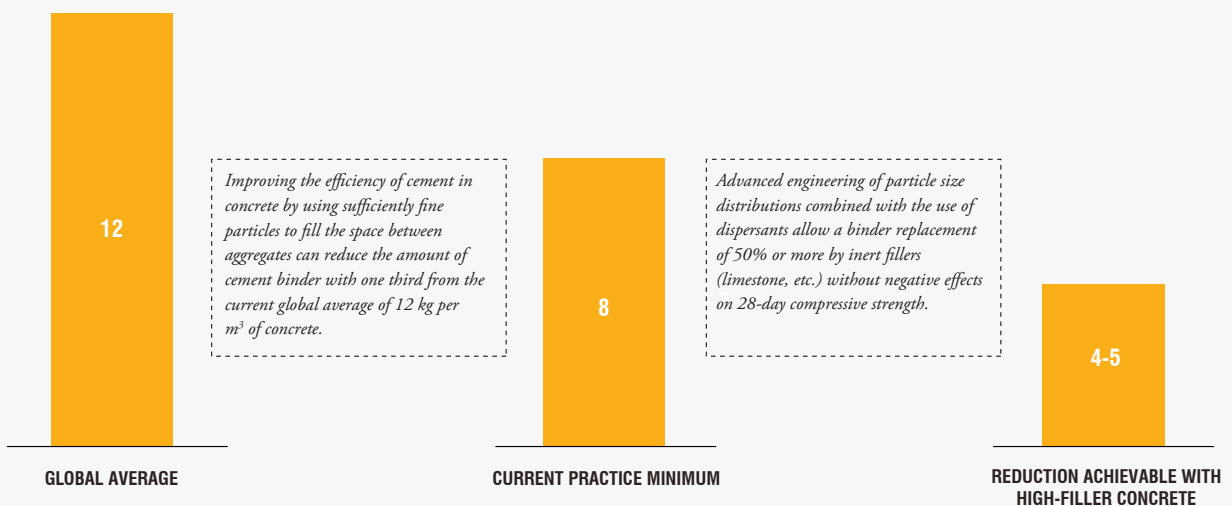 12
Improving the efficiency of cement in
concrete by using sufficiently fine
particles to fill the space between
aggregates can reduce the amount of
cement binder with one third from the
current global average of 12 kg per
m³ of concrete.
8
Advanced engineering of particle size
distributions combined with the use of
dispersants allow a binder replacement
of 50% or more by inert fillers
(limestone, etc.) without negative effects
on 28-day compressive strength.
4-5
GLOBAL AVERAGE
CURRENT PRACTICE MINIMUM
REDUCTION ACHIEVABLE WITH
HIGH-FILLER CONCRETE